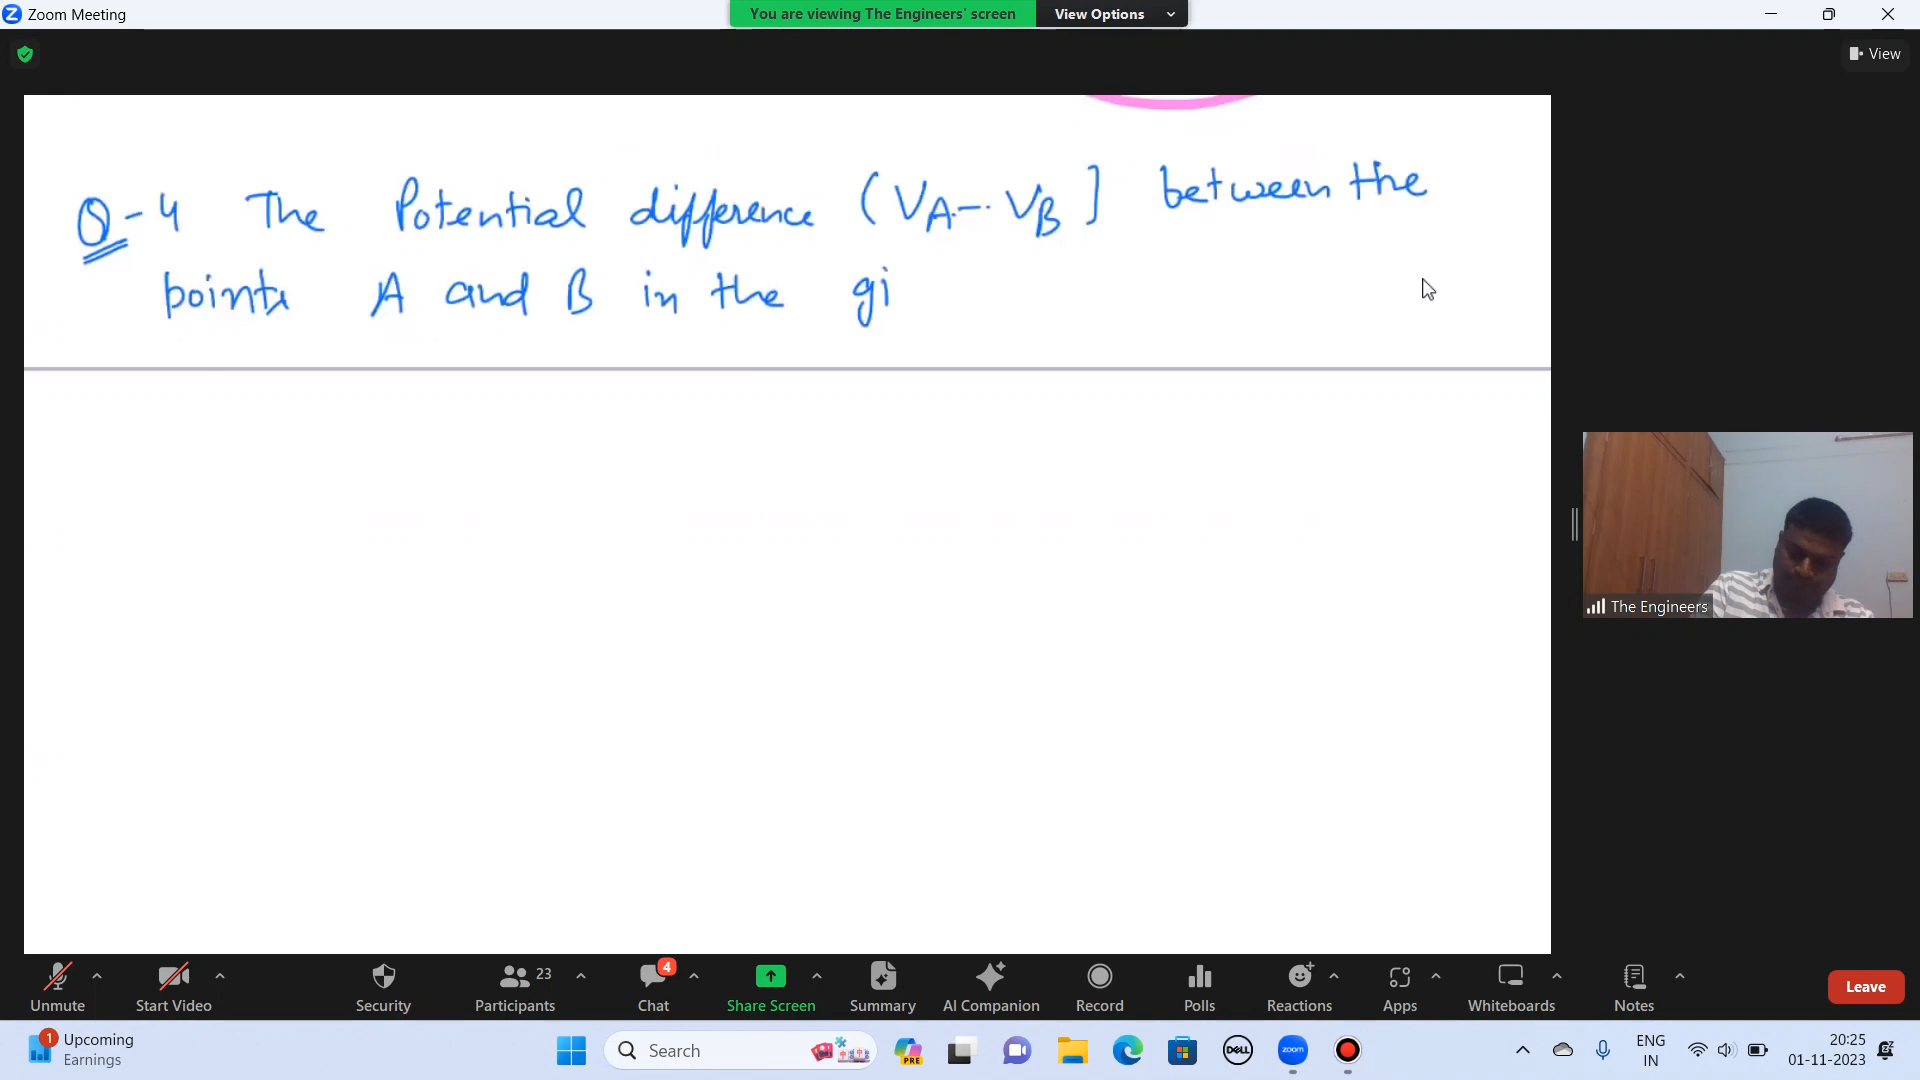 Zoom Meeting
You are viewing The Engineers' screen
View Options
View
Q-4 The Potential difference (VA - VB] between the
points A and B in the gi
The Engineers
Unmute
Start Video
Security
Participants 23
Chat 4
Share Screen
Summary
AI Companion
Record
Polls
Reactions
Apps
Whiteboards
Notes
Leave
1
Upcoming
Earnings
Search
PRE
DELL
zoom
ENG
IN
20:25
01-11-2023